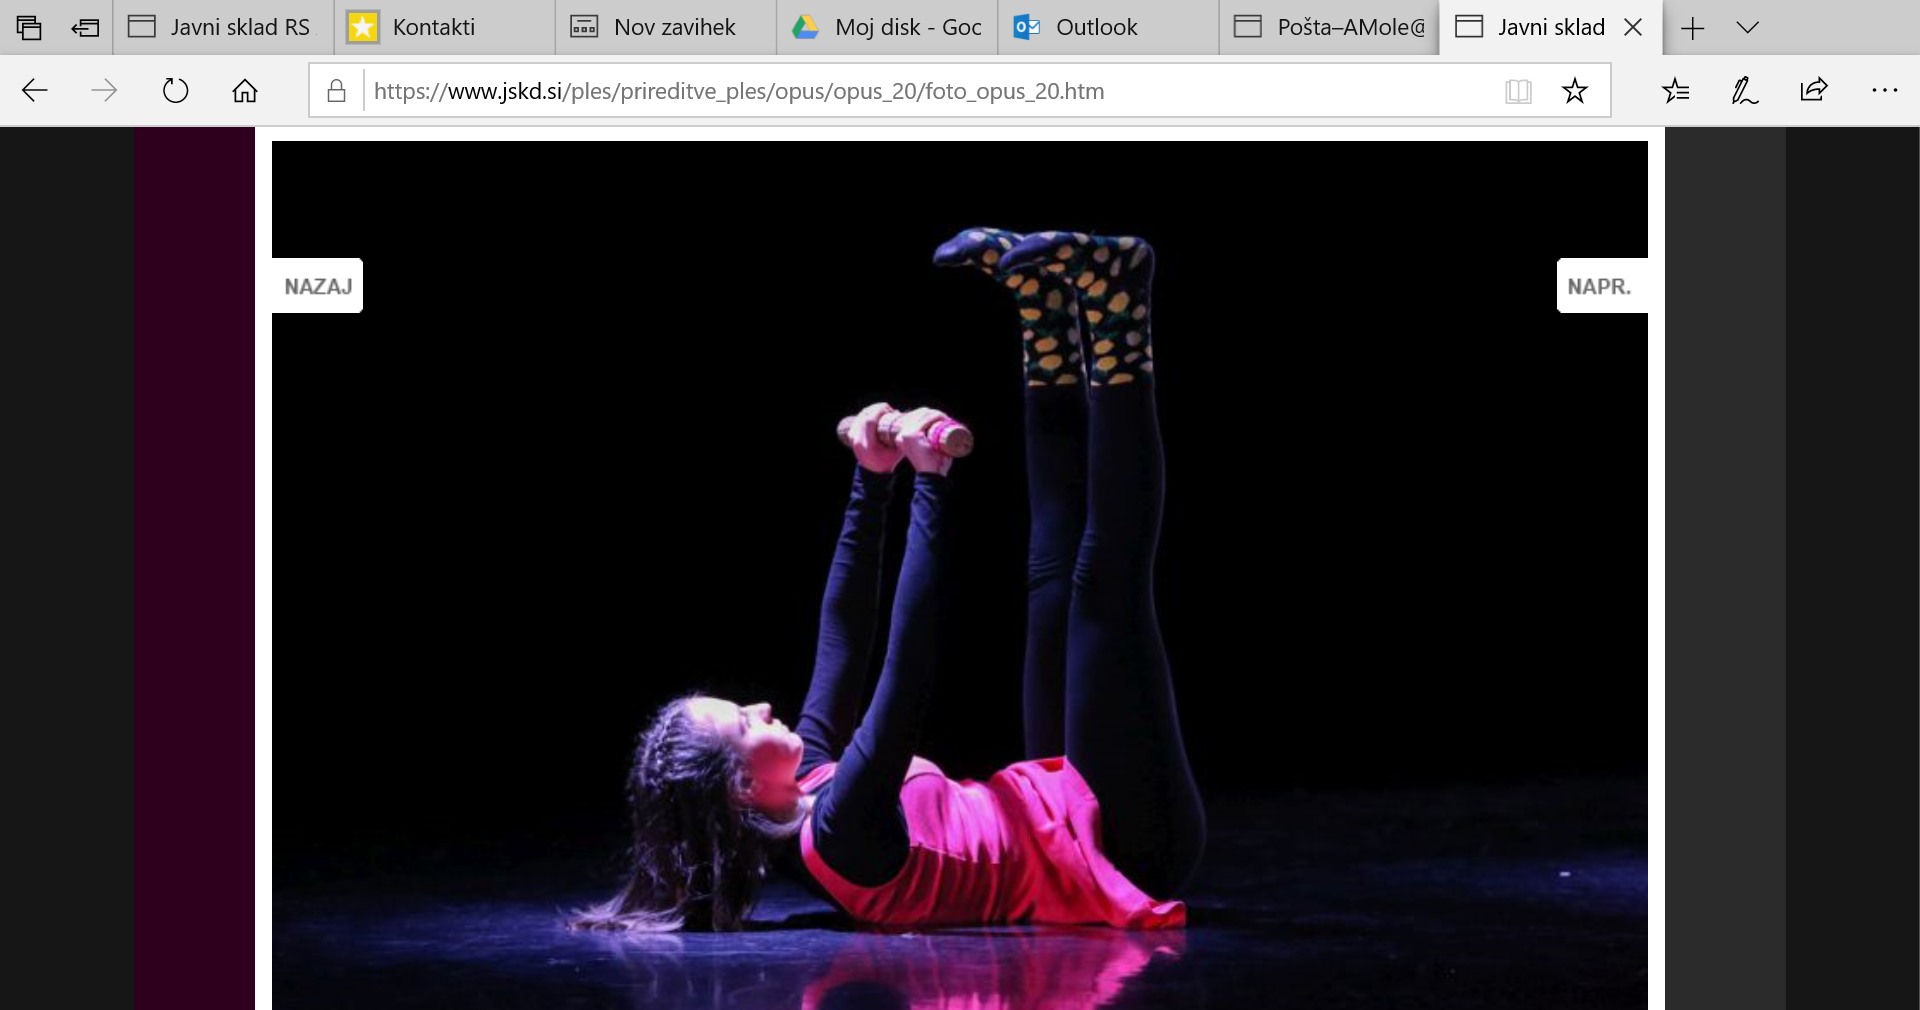 Javni sklad RS
Kontakti
Nov zavihek
Moj disk - Goo
Outlook
Pošta–AMole@
Javni sklad
https://www.jskd.si/ples/prireditve_ples/opus/opus_20/foto_opus_20.htm
NAZAJ
NAPR.